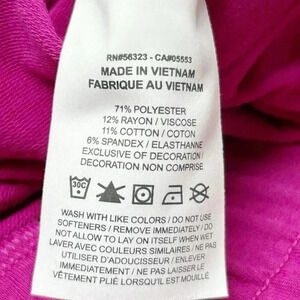 RN#56323 - CA#05553
MADE IN VIETNAM
FABRIQUE AU VIETNAM
71% POLYESTER
12% RAYON / VISCOSE
11% COTTON / COTON
6% SPANDEX / ELASTHANNE
EXCLUSIVE OF DECORATION /
DECORATION NON COMPRISE
30C
WASH WITH LIKE COLORS / DO NOT USE
SOFTENERS / REMOVE IMMEDIATELY / DO
NOT ALLOW TO LAY ON ITSELF WHEN WET
LAVER AVEC COULEURS SIMILAIRES / NE PAS
UTILISER D'ADOUCISSEUR / ENLEVER
IMMÉDIATEMENT / NE PAS LAISSER LE
VÊTEMENT PLIÉ LORSQU'IL EST MOUILLÉ